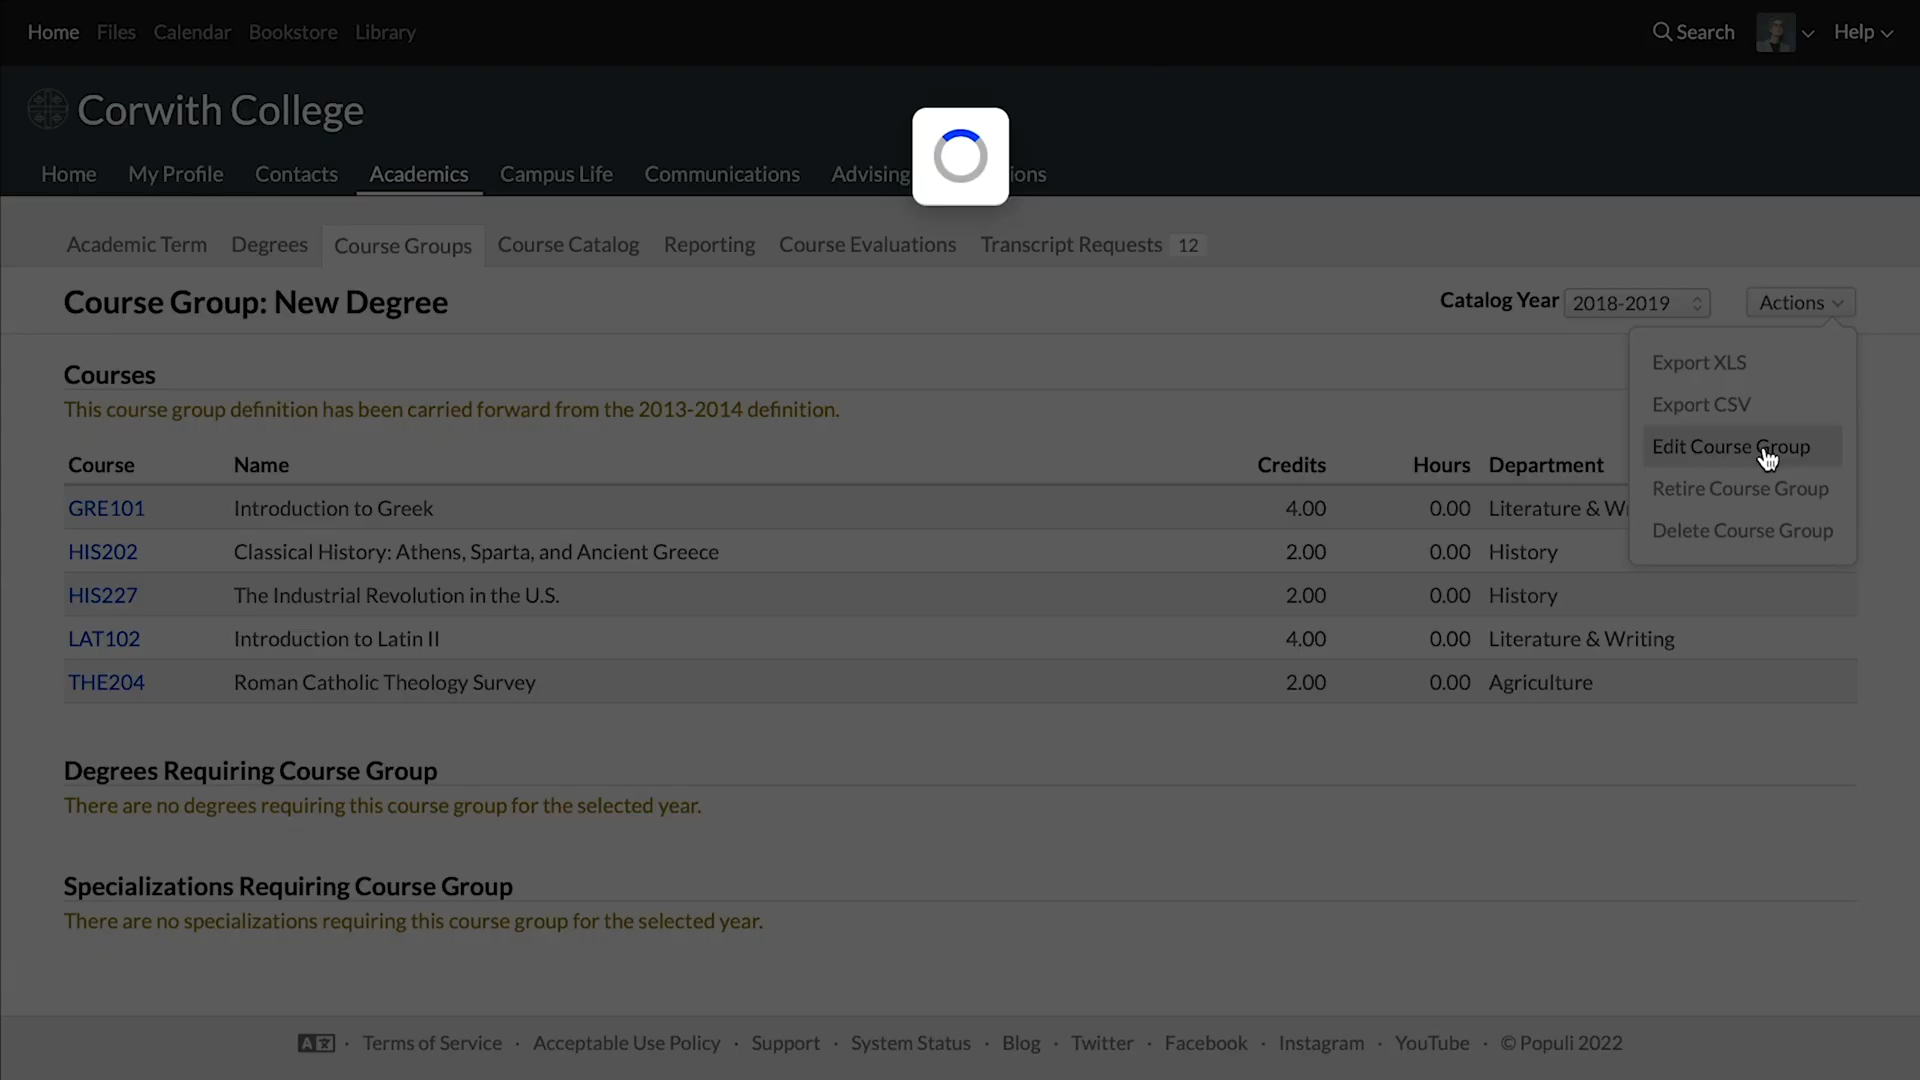 Home Files Calendar Bookstore Library Search Help
Corwith College
Home My Profile Contacts Academics Campus Life Communications Advising ions
Academic Term Degrees Course Groups Course Catalog Reporting Course Evaluations Transcript Requests 12
Course Group: New Degree Catalog Year 2018-2019 Actions
Export XLS
Export CSV
Edit Course Group
Retire Course Group
Delete Course Group
Courses
This course group definition has been carried forward from the 2013-2014 definition.
Course Name Credits Hours Department
GRE101 Introduction to Greek 4.00 0.00 Literature & W
HIS202 Classical History: Athens, Sparta, and Ancient Greece 2.00 0.00 History
HIS227 The Industrial Revolution in the U.S. 2.00 0.00 History
LAT102 Introduction to Latin II 4.00 0.00 Literature & Writing
THE204 Roman Catholic Theology Survey 2.00 0.00 Agriculture
Degrees Requiring Course Group
There are no degrees requiring this course group for the selected year.
Specializations Requiring Course Group
There are no specializations requiring this course group for the selected year.
A文 · Terms of Service · Acceptable Use Policy · Support · System Status · Blog · Twitter · Facebook · Instagram · YouTube · © Populi 2022